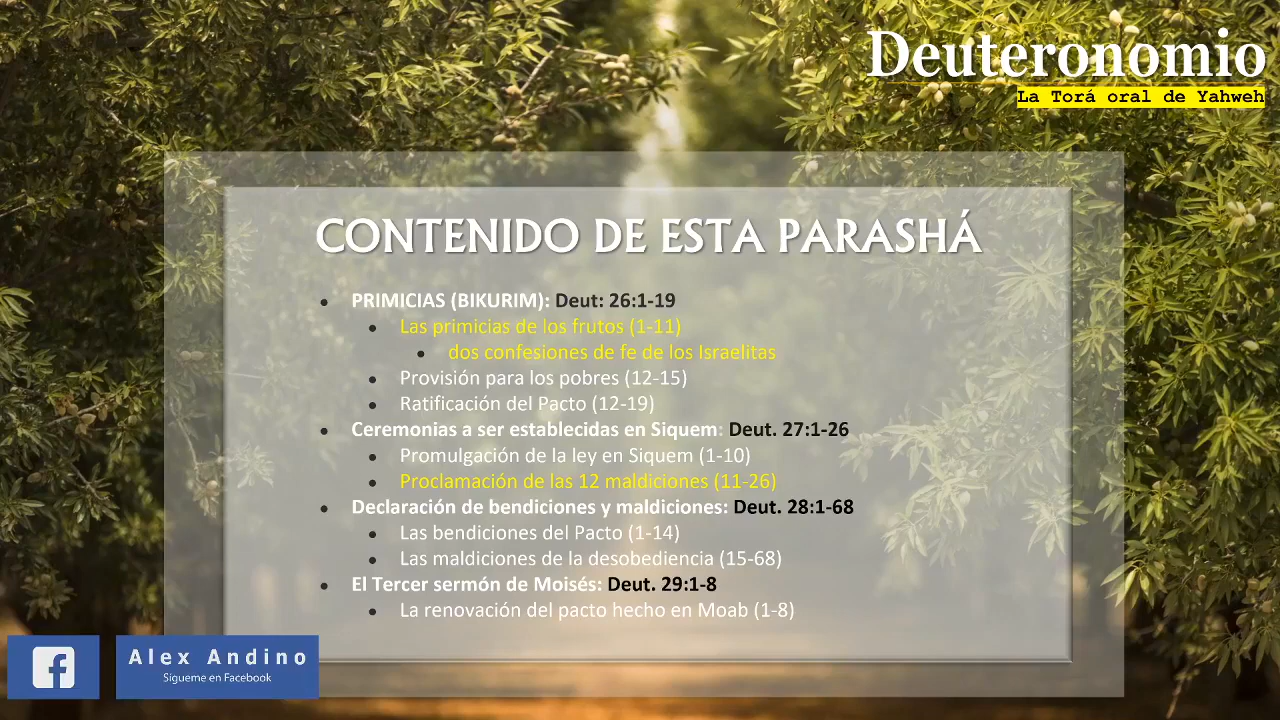 Deuteronomio
La Torá oral de Yahweh
CONTENIDO DE ESTA PARASHÁ
• PRIMICIAS (BIKURIM): Deut: 26:1-19
• Las primicias de los frutos (1-11)
• dos confesiones de fe de los Israelitas
• Provisión para los pobres (12-15)
• Ratificación del Pacto (12-19)
• Ceremonias a ser establecidas en Siquem: Deut. 27:1-26
• Promulgación de la ley en Siquem (1-10)
• Proclamación de las 12 maldiciones (11-26)
• Declaración de bendiciones y maldiciones: Deut. 28:1-68
• Las bendiciones del Pacto (1-14)
• Las maldiciones de la desobediencia (15-68)
• El Tercer sermón de Moisés: Deut. 29:1-8
• La renovación del pacto hecho en Moab (1-8)
Alex Andino
Sigueme en Facebook